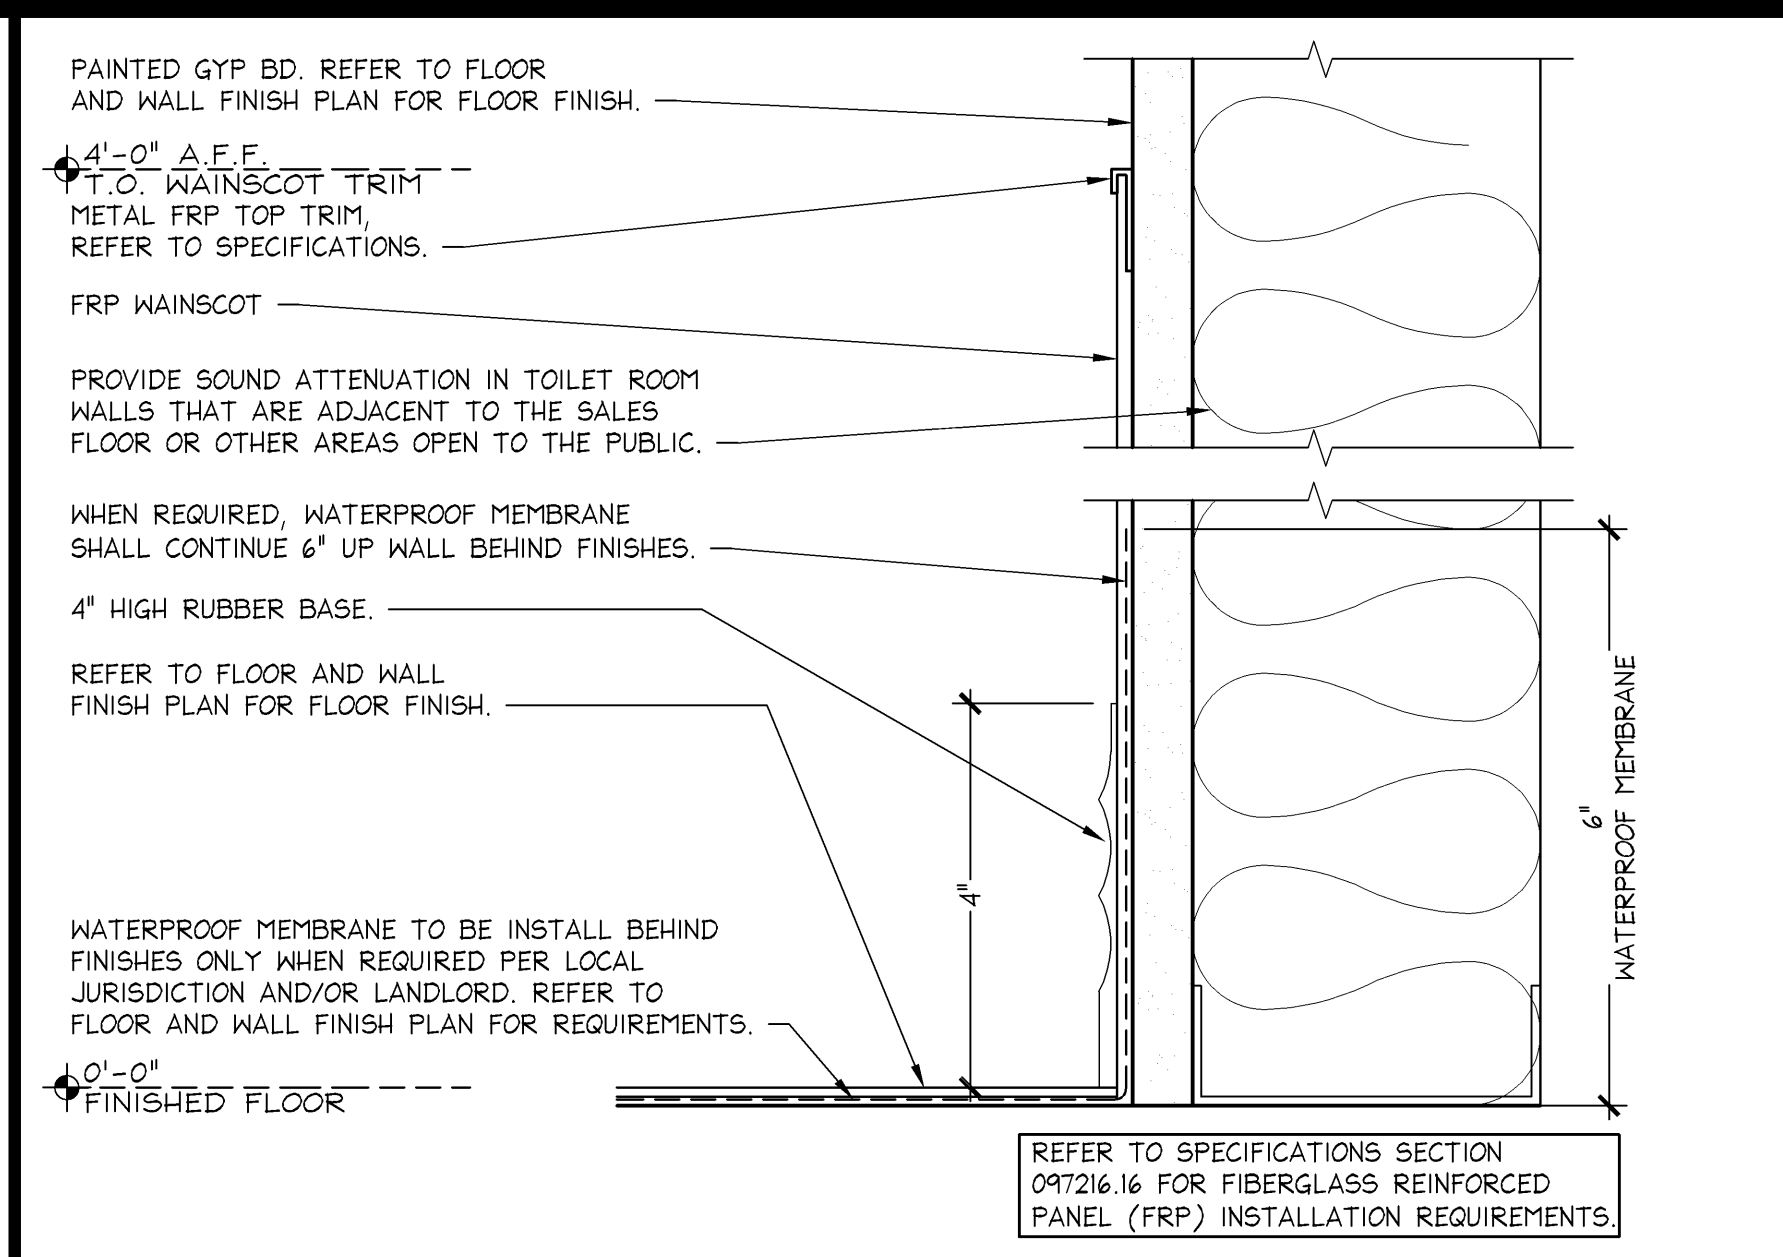 PAINTED GYP BD. REFER TO FLOOR
AND WALL FINISH PLAN FOR FLOOR FINISH.
4'-0" A.F.F.
T.O. WAINSCOT TRIM
METAL FRP TOP TRIM,
REFER TO SPECIFICATIONS.
FRP WAINSCOT
PROVIDE SOUND ATTENUATION IN TOILET ROOM
WALLS THAT ARE ADJACENT TO THE SALES
FLOOR OR OTHER AREAS OPEN TO THE PUBLIC.
WHEN REQUIRED, WATERPROOF MEMBRANE
SHALL CONTINUE 6" UP WALL BEHIND FINISHES.
4" HIGH RUBBER BASE.
REFER TO FLOOR AND WALL
FINISH PLAN FOR FLOOR FINISH.
WATERPROOF MEMBRANE TO BE INSTALL BEHIND
FINISHES ONLY WHEN REQUIRED PER LOCAL
JURISDICTION AND/OR LANDLORD. REFER TO
FLOOR AND WALL FINISH PLAN FOR REQUIREMENTS.
0'-0"
FINISHED FLOOR
4"
6"
WATERPROOF MEMBRANE
REFER TO SPECIFICATIONS SECTION
097216.16 FOR FIBERGLASS REINFORCED
PANEL (FRP) INSTALLATION REQUIREMENTS.